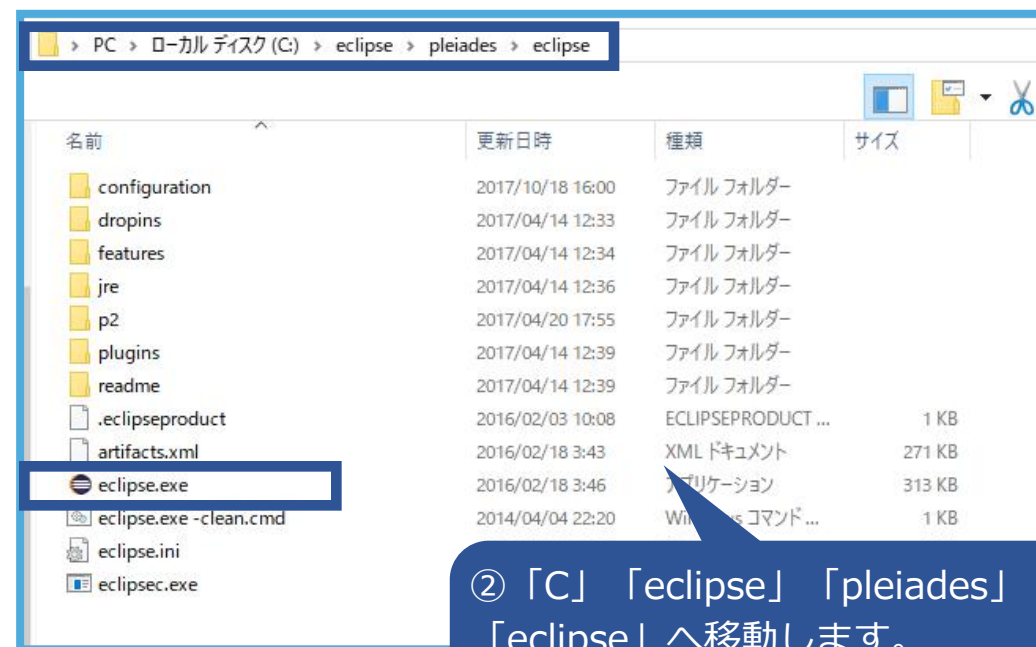 > PC > ローカル ディスク (C:) > eclipse > pleiades > eclipse
名前 更新日時 種類 サイズ
configuration 2017/10/18 16:00 ファイル フォルダー
dropins 2017/04/14 12:33 ファイル フォルダー
features 2017/04/14 12:34 ファイル フォルダー
jre 2017/04/14 12:36 ファイル フォルダー
p2 2017/04/20 17:55 ファイル フォルダー
plugins 2017/04/14 12:39 ファイル フォルダー
readme 2017/04/14 12:39 ファイル フォルダー
.eclipseproduct 2016/02/03 10:08 ECLIPSEPRODUCT ... 1 KB
artifacts.xml 2016/02/18 3:43 XML ドキュメント 271 KB
eclipse.exe 2016/02/18 3:46 アプリケーション 313 KB
eclipse.exe -clean.cmd 2014/04/04 22:20 コマンド ... 1 KB
eclipse.ini
eclipsec.exe
②「C」「eclipse」「pleiades」
「eclipse」へ移動します。